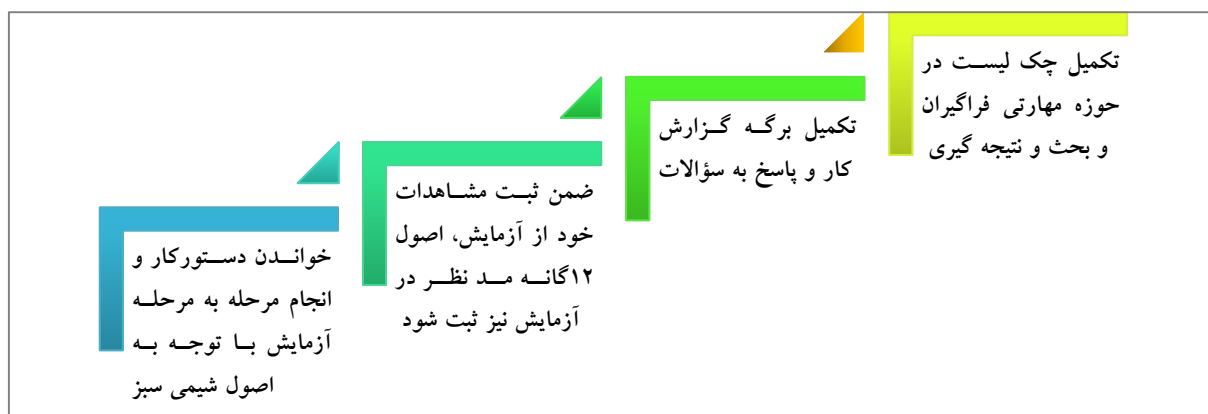 خواندن دستورکار و
انجام مرحله به مرحله
آزمایش با توجه به
اصول شیمی سبز
ضمن ثبت مشاهدات
خود از آزمایش، اصول
۱۲گانه مد نظر در
آزمایش نیز ثبت شود
تکمیل برگه گزارش
کار و پاسخ به سؤالات
تکمیل چک لیست در
حوزه مهارتی فراگیران
و بحث و نتیجه گیری